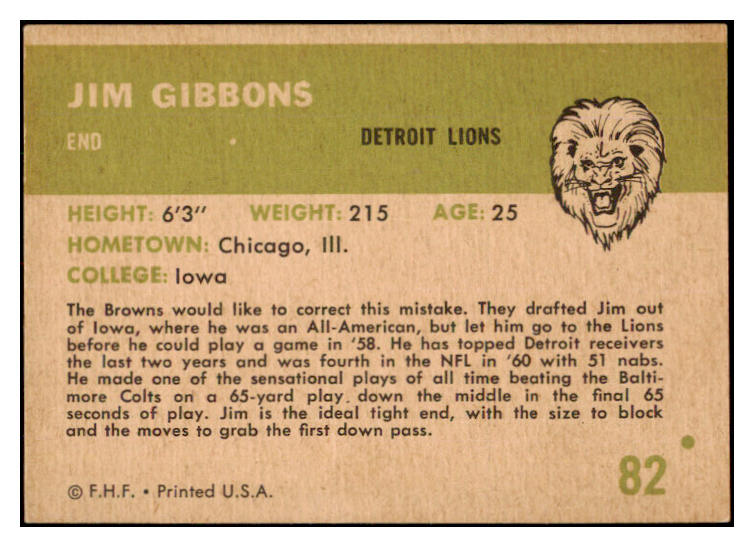 JIM GIBBONS
END
DETROIT LIONS
HEIGHT: 6'3" WEIGHT: 215 AGE: 25
HOMETOWN: Chicago, Ill.
COLLEGE: Iowa
The Browns would like to correct this mistake. They drafted Jim out
of Iowa, where he was an All-American, but let him go to the Lions
before he could play a game in '58. He has topped Detroit receivers
the last two years and was fourth in the NFL in '60 with 51 nabs.
He made one of the sensational plays of all time beating the Balti-
more Colts on a 65-yard play down the middle in the final 65
seconds of play. Jim is the ideal tight end, with the size to block
and the moves to grab the first down pass.
© F.H.F. • Printed U.S.A.
82